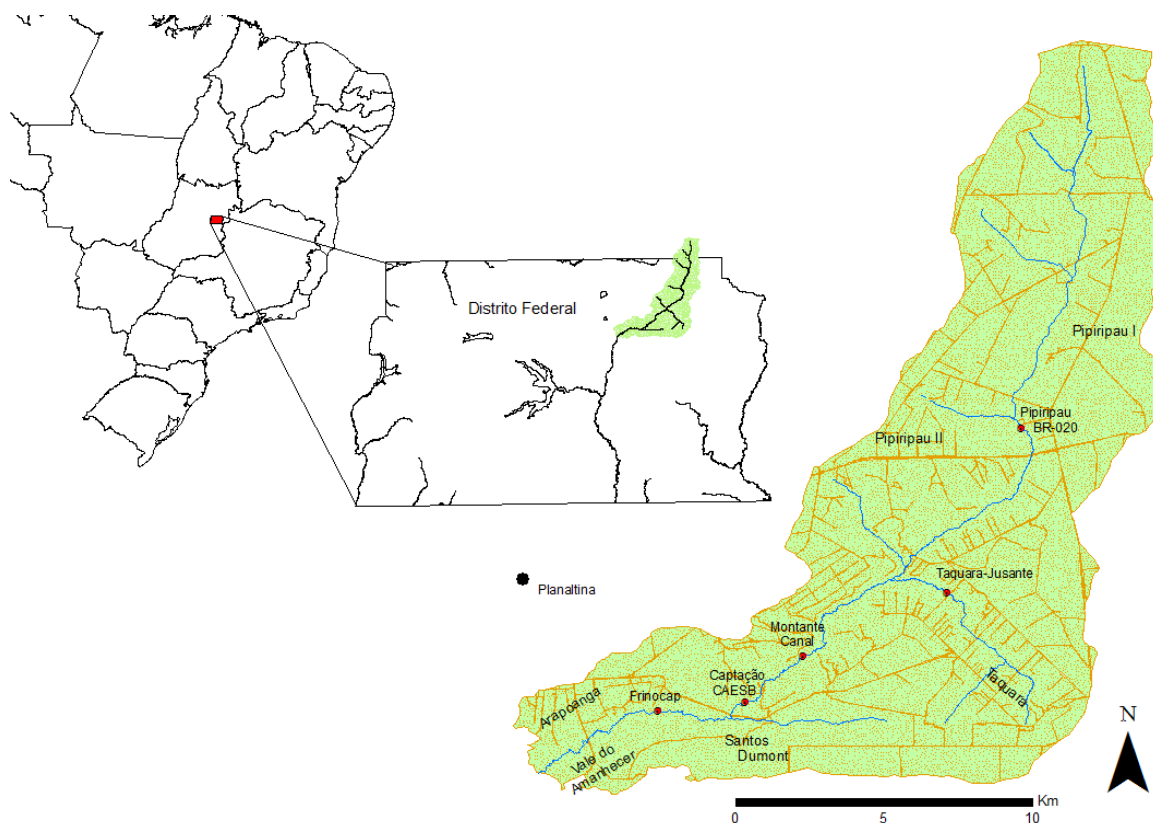 Distrito Federal
Pipiripau I
Pipiripau
BR-020
Pipiripau II
Taquara-Jusante
Planaltina
Montante
Canal
Taquara
Captação
CAESB
Frinocap
Arapoanga
Santos
Dumont
Vale do
Amanhecer
N
Km
0 5 10